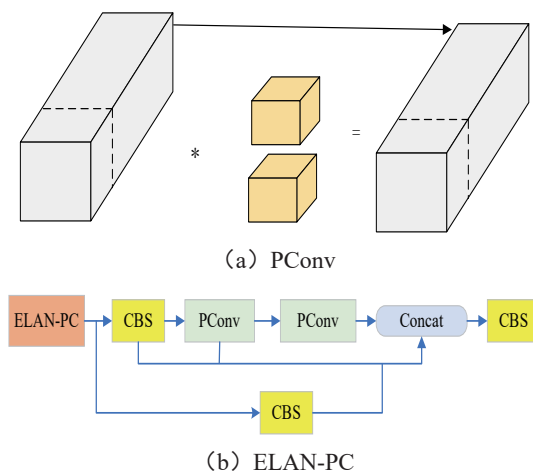 *
=
（a）PConv
ELAN-PC
CBS
PConv
PConv
Concat
CBS
CBS
（b）ELAN-PC